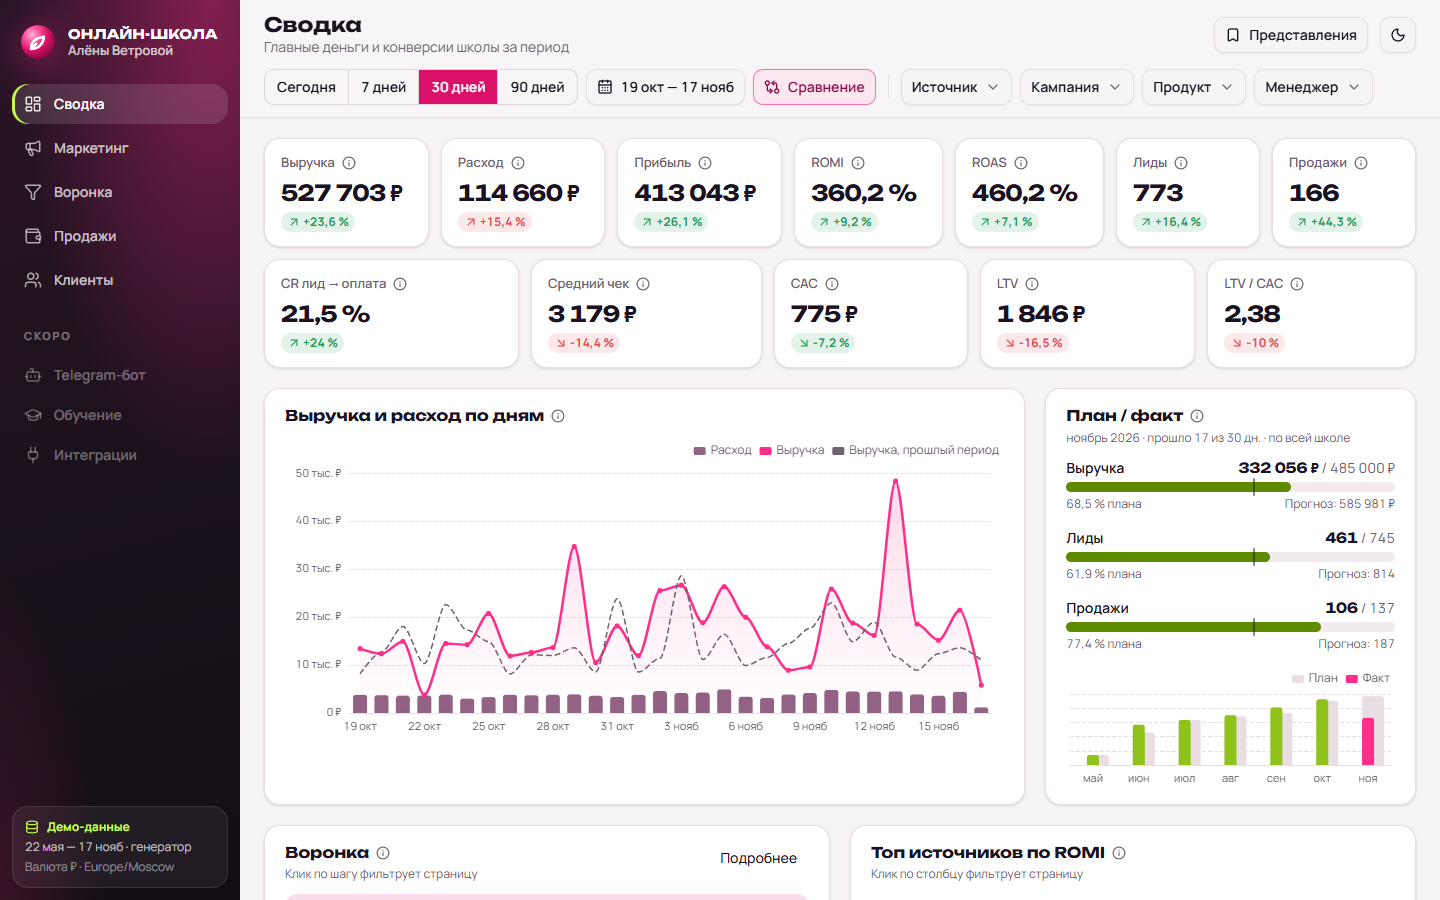 ОНЛАЙН-ШКОЛА
Алёны Ветровой
Сводка
Маркетинг
Воронка
Продажи
Клиенты
СКОРО
Telegram-бот
Обучение
Интеграции
Демо-данные
22 мая — 17 нояб · генератор
Валюта ₽ · Europe/Moscow
Сводка
Главные деньги и конверсии школы за период
Представления
Сегодня 7 дней 30 дней 90 дней 19 окт — 17 нояб Сравнение Источник Кампания Продукт Менеджер
Выручка
527 703 ₽
+23,6 %
Расход
114 660 ₽
+15,4 %
Прибыль
413 043 ₽
+26,1 %
ROMI
360,2 %
+9,2 %
ROAS
460,2 %
+7,1 %
Лиды
773
+16,4 %
Продажи
166
+44,3 %
CR лид → оплата
21,5 %
+24 %
Средний чек
3 179 ₽
-14,4 %
CAC
775 ₽
-7,2 %
LTV
1 846 ₽
-16,5 %
LTV / CAC
2,38
-10 %
Выручка и расход по дням
Расход Выручка Выручка, прошлый период
50 тыс. ₽
40 тыс. ₽
30 тыс. ₽
20 тыс. ₽
10 тыс. ₽
0 ₽
19 окт 22 окт 25 окт 28 окт 31 окт 3 нояб 6 нояб 9 нояб 12 нояб 15 нояб
План / факт
ноябрь 2026 · прошло 17 из 30 дн. · по всей школе
Выручка 332 056 ₽ / 485 000 ₽
68,5 % плана Прогноз: 585 981 ₽
Лиды 461 / 745
61,9 % плана Прогноз: 814
Продажи 106 / 137
77,4 % плана Прогноз: 187
План Факт
май июн июл авг сен окт ноя
Воронка
Клик по шагу фильтрует страницу
Подробнее
Топ источников по ROMI
Клик по столбцу фильтрует страницу